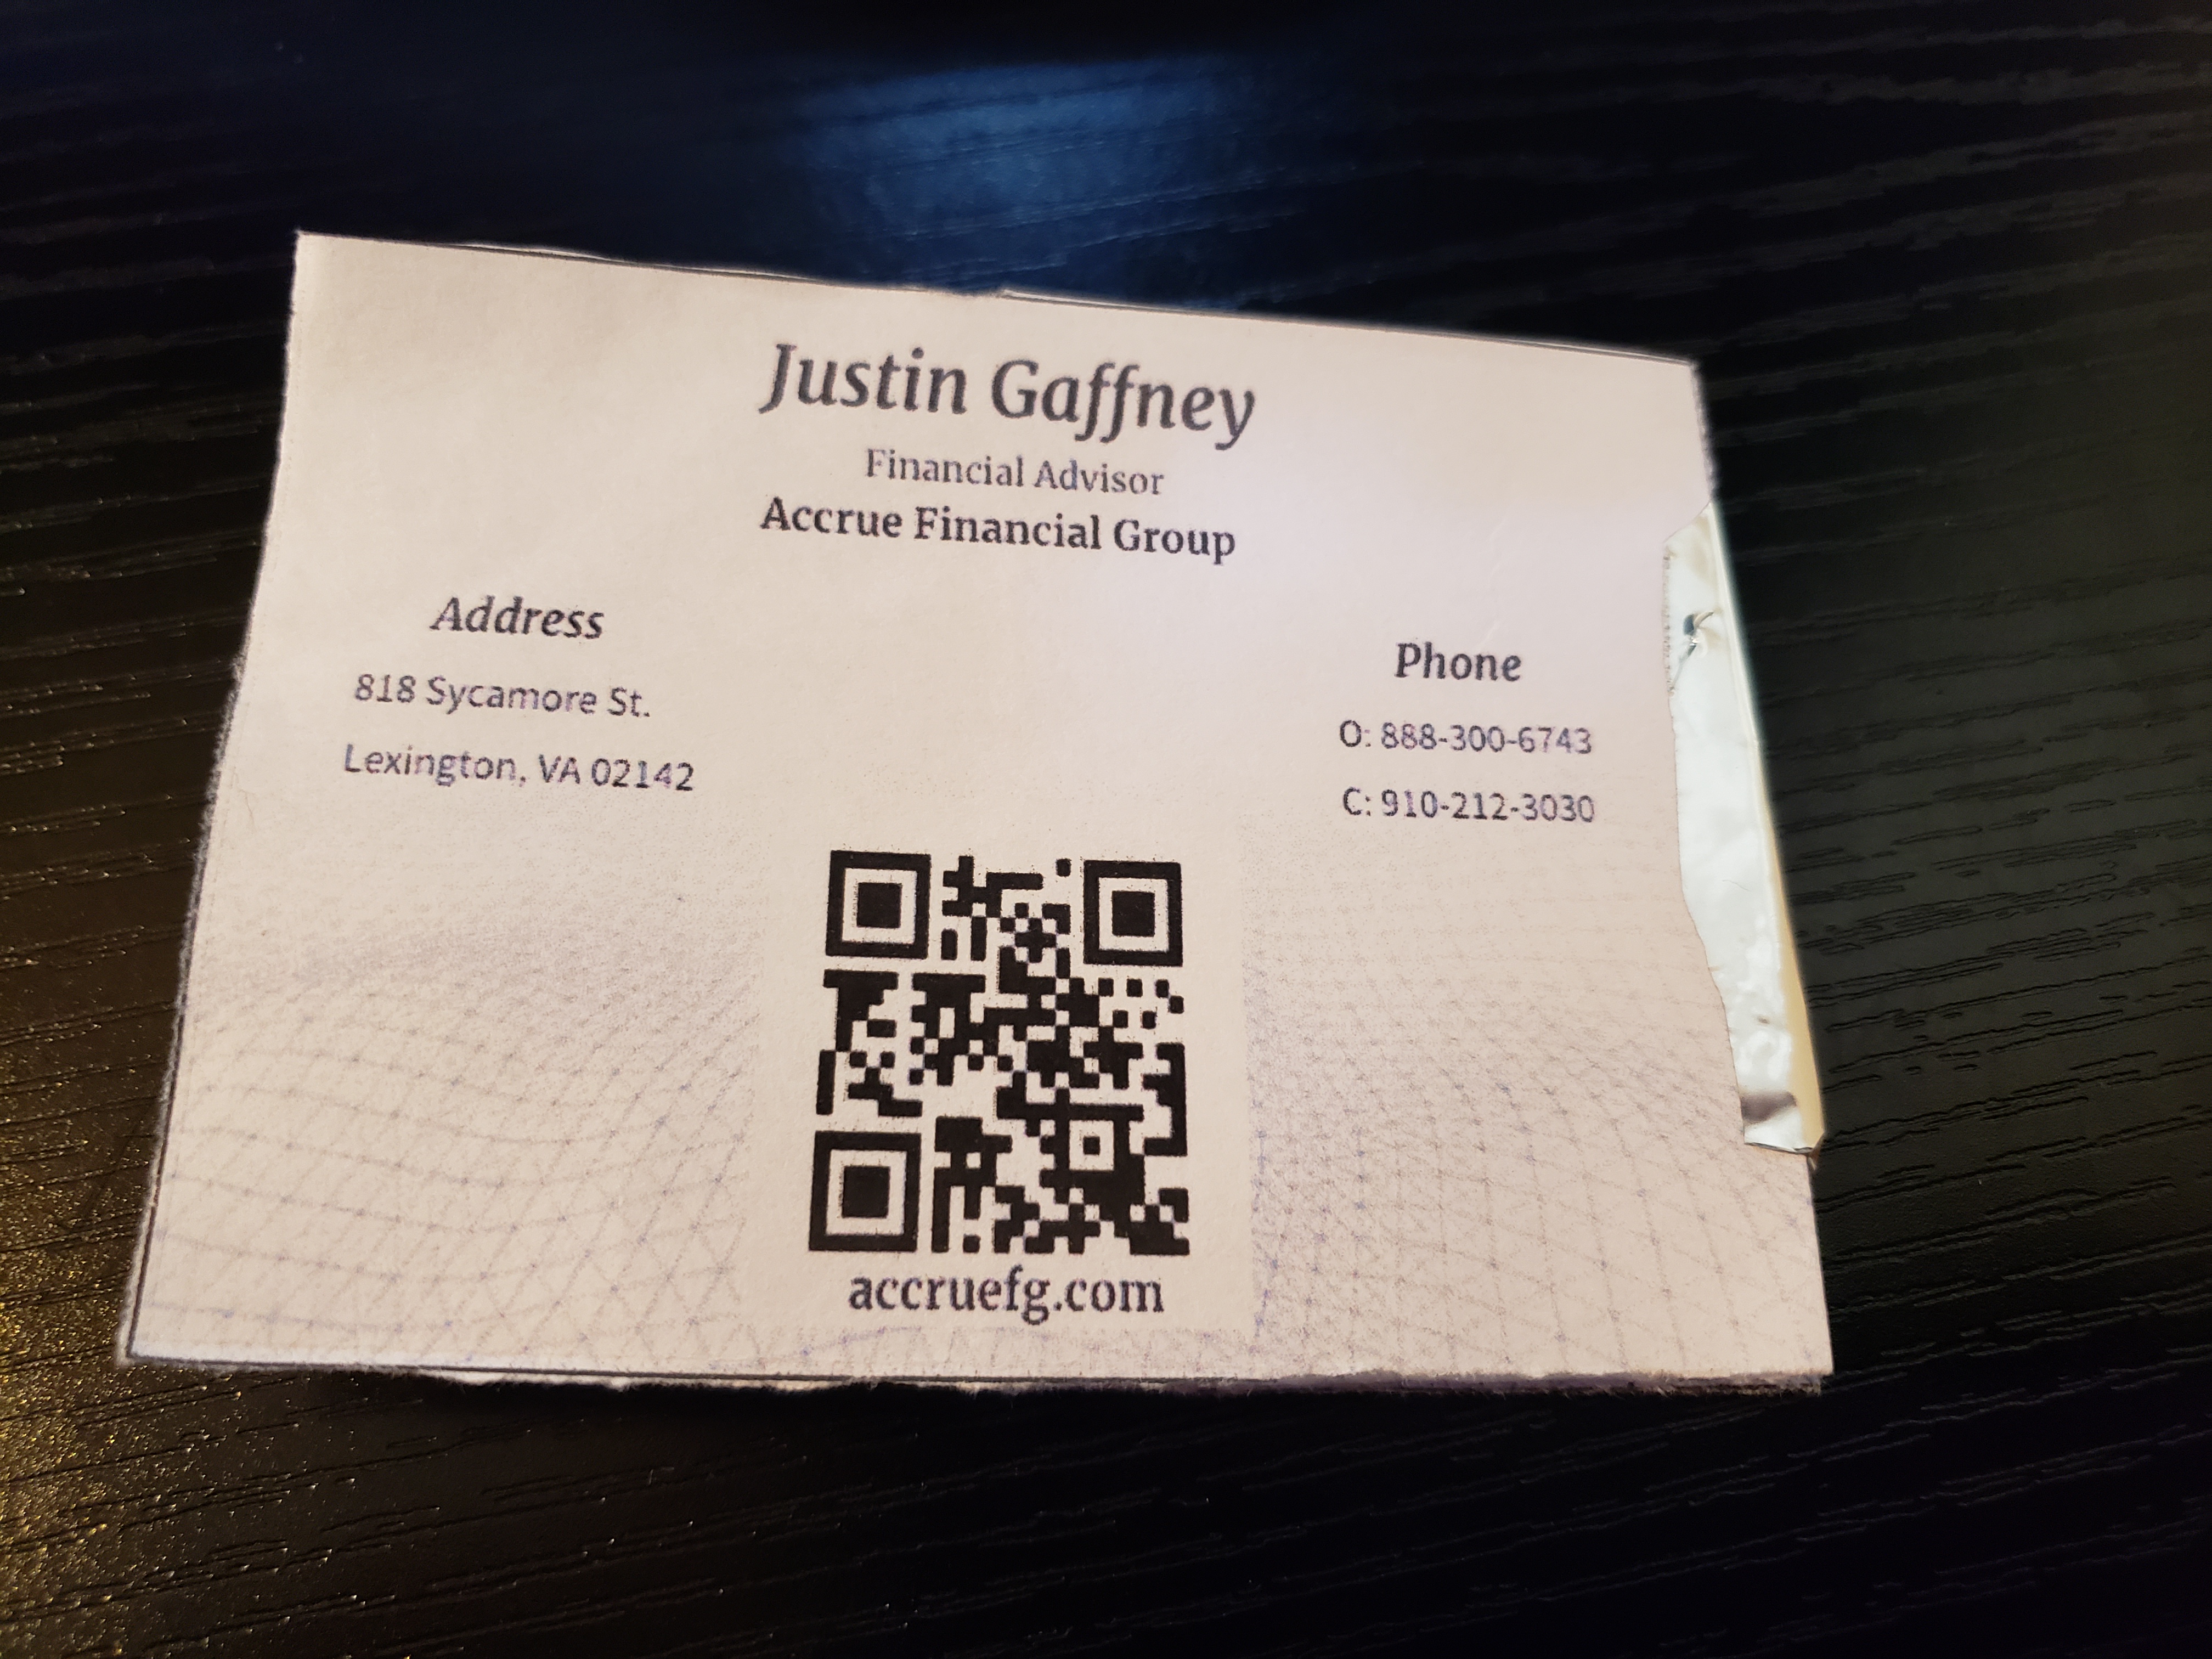 Justin Gaffney
Financial Advisor
Accrue Financial Group
Address
818 Sycamore St.
Lexington, VA 02142
Phone
O: 888-300-6743
C: 910-212-3030
accruefg.com